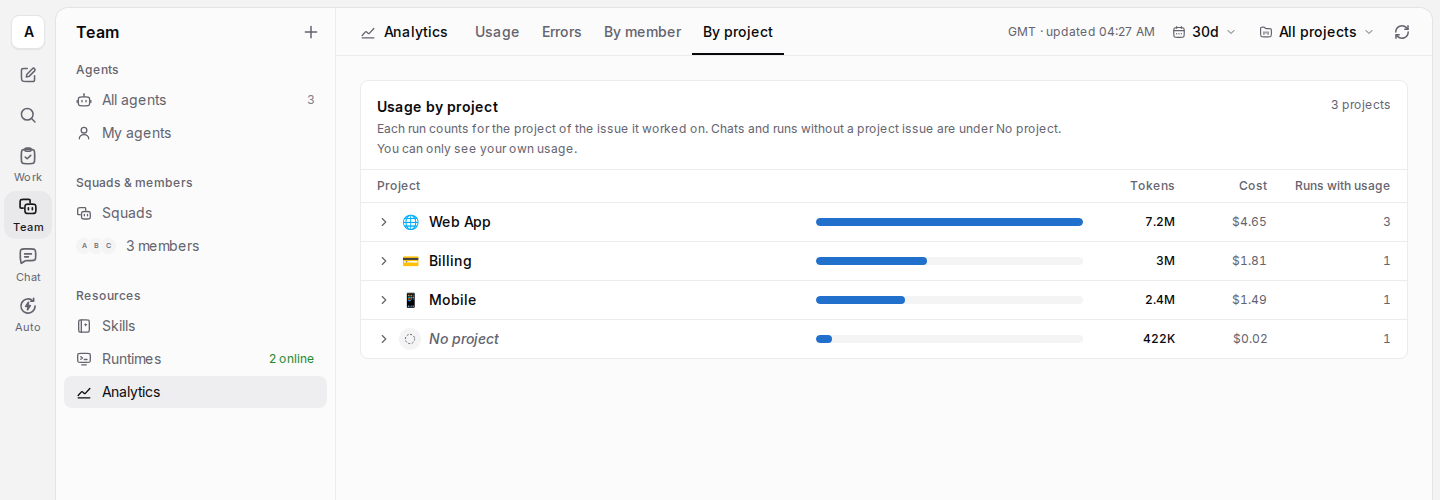 A
Work
Team
Chat
Auto
Team
Agents
All agents 3
My agents
Squads & members
Squads
A B C 3 members
Resources
Skills
Runtimes 2 online
Analytics
Analytics Usage Errors By member By project GMT · updated 04:27 AM 30d All projects
Usage by project 3 projects
Each run counts for the project of the issue it worked on. Chats and runs without a project issue are under No project.
You can only see your own usage.
Project Tokens Cost Runs with usage
Web App 7.2M $4.65 3
Billing 3M $1.81 1
Mobile 2.4M $1.49 1
No project 422K $0.02 1